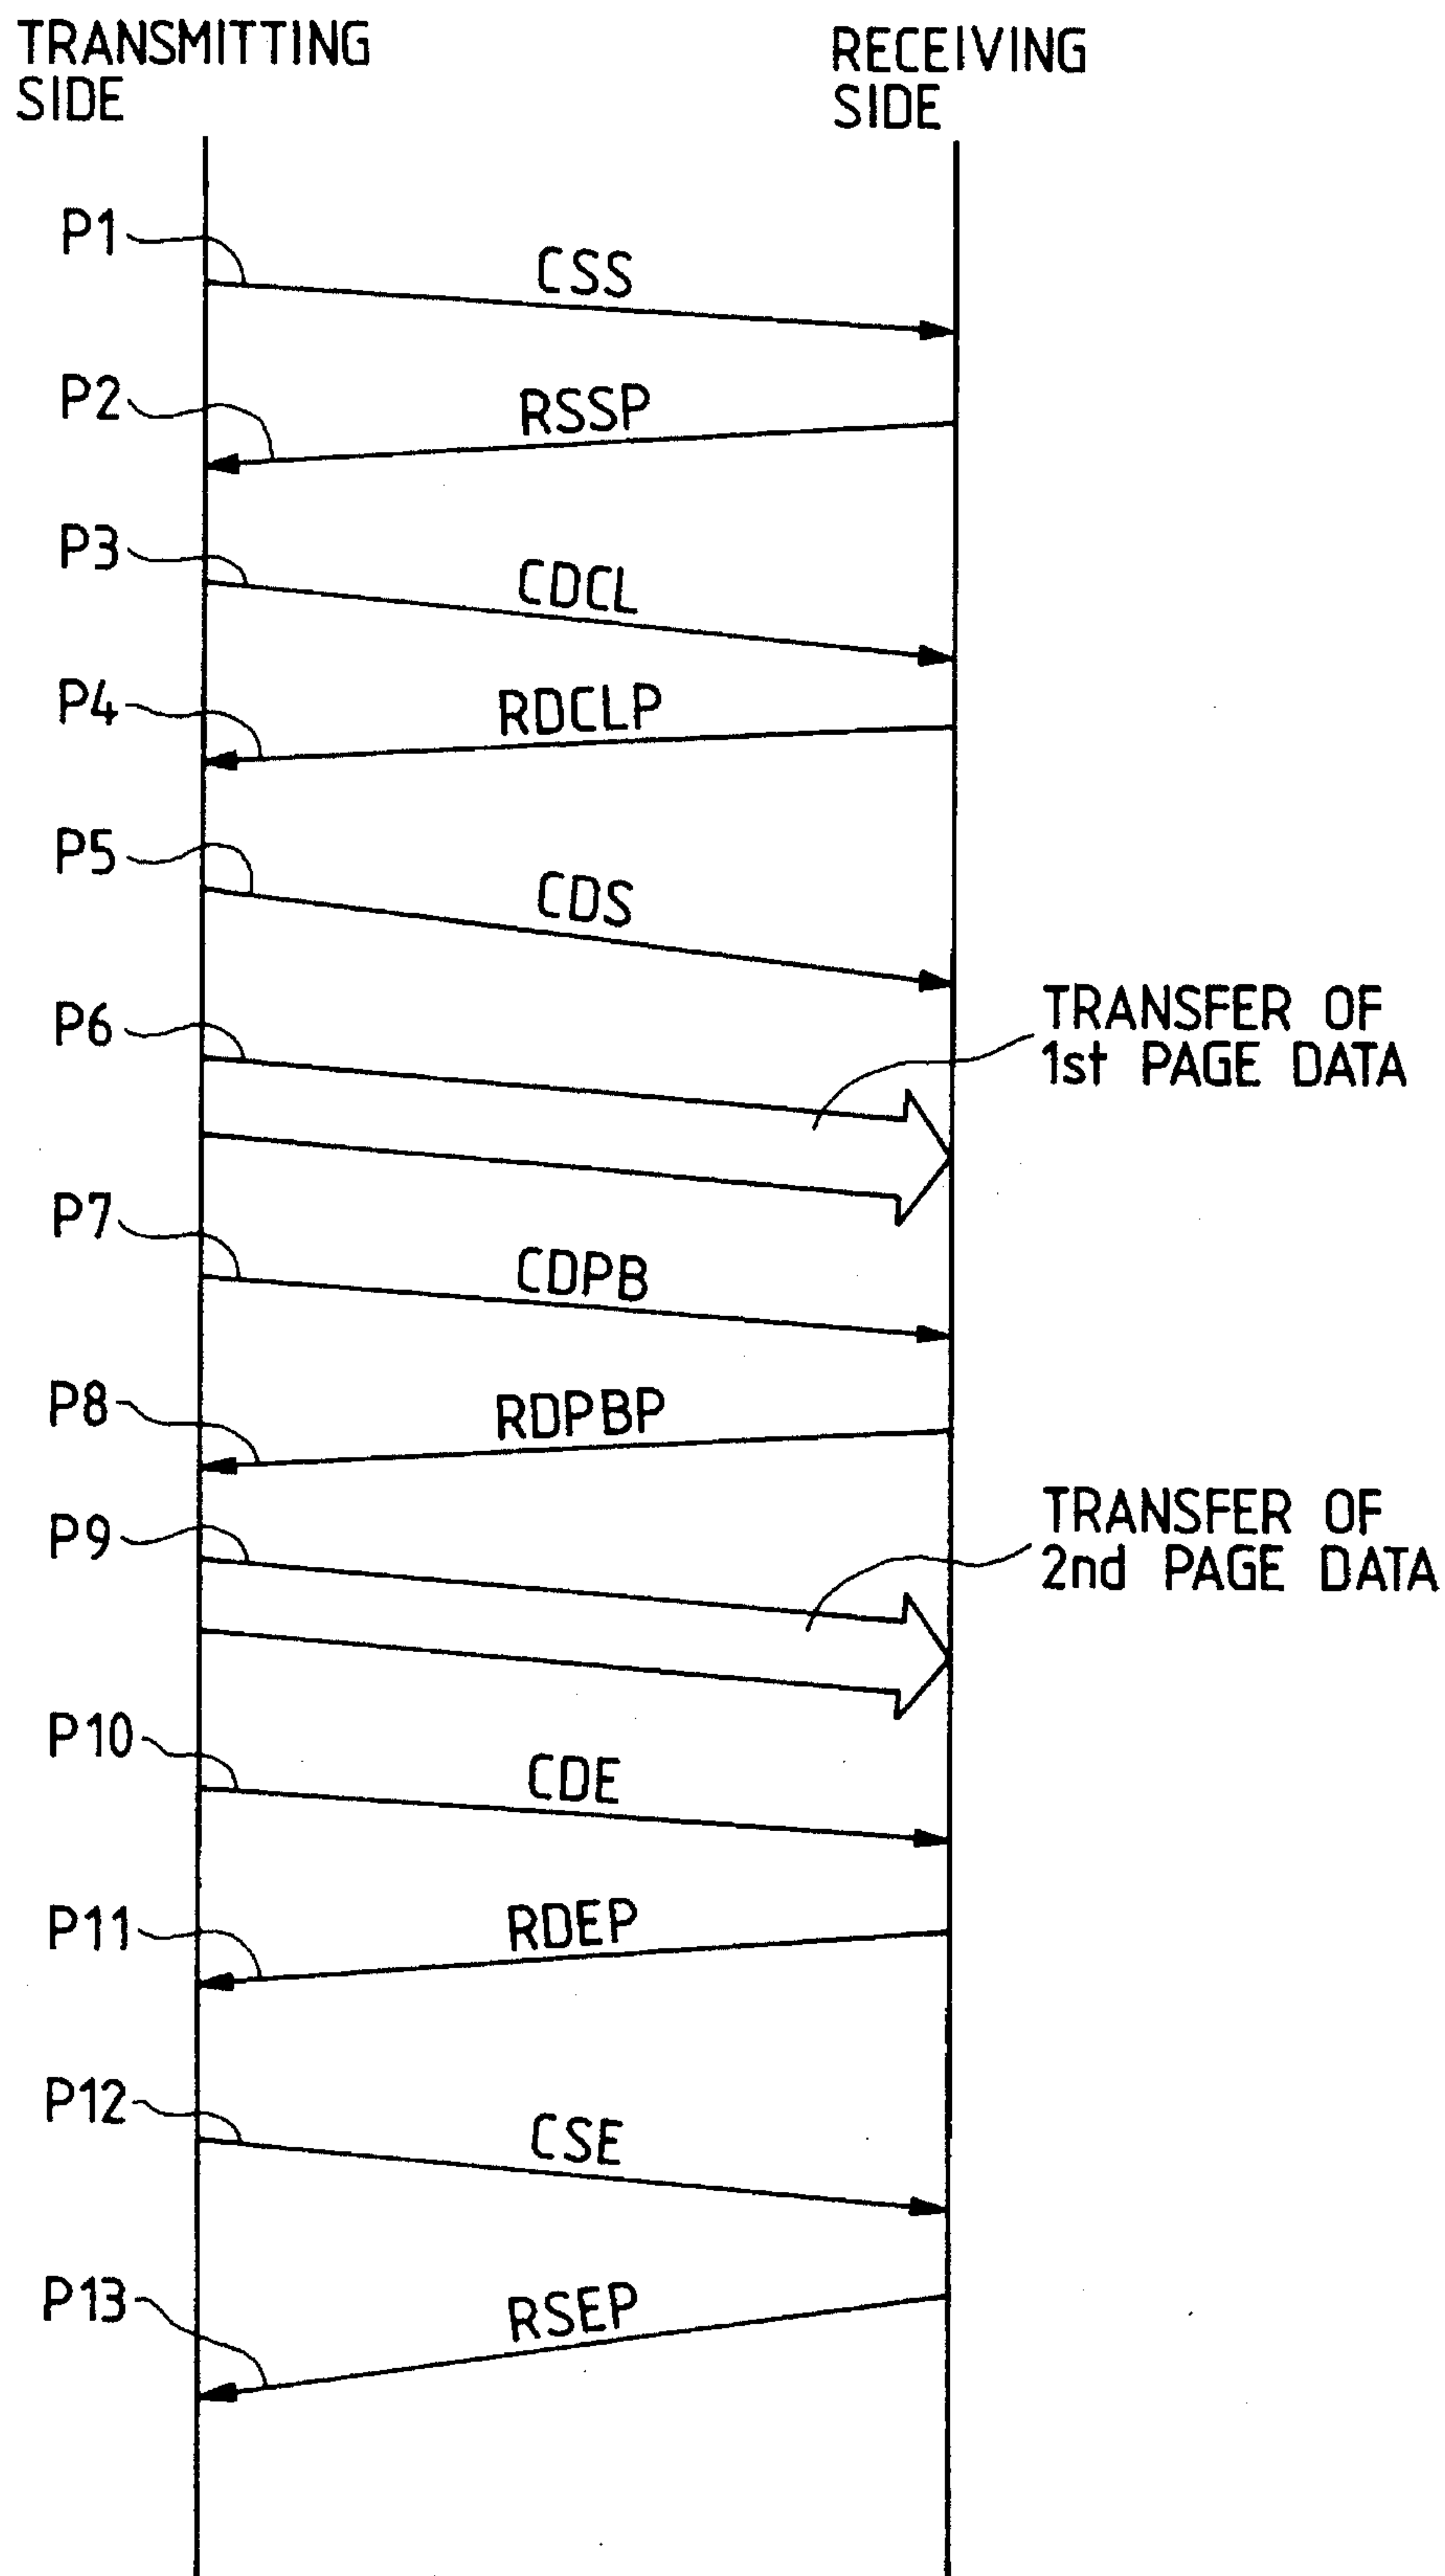 TRANSMITTING
SIDE
RECEIVING
SIDE
P1
CSS
P2
RSSP
P3
CDCL
P4
RDCLP
P5
CDS
P6
TRANSFER OF
1st PAGE DATA
P7
CDPB
P8
RDPBP
P9
TRANSFER OF
2nd PAGE DATA
P10
CDE
P11
RDEP
P12
CSE
P13
RSEP